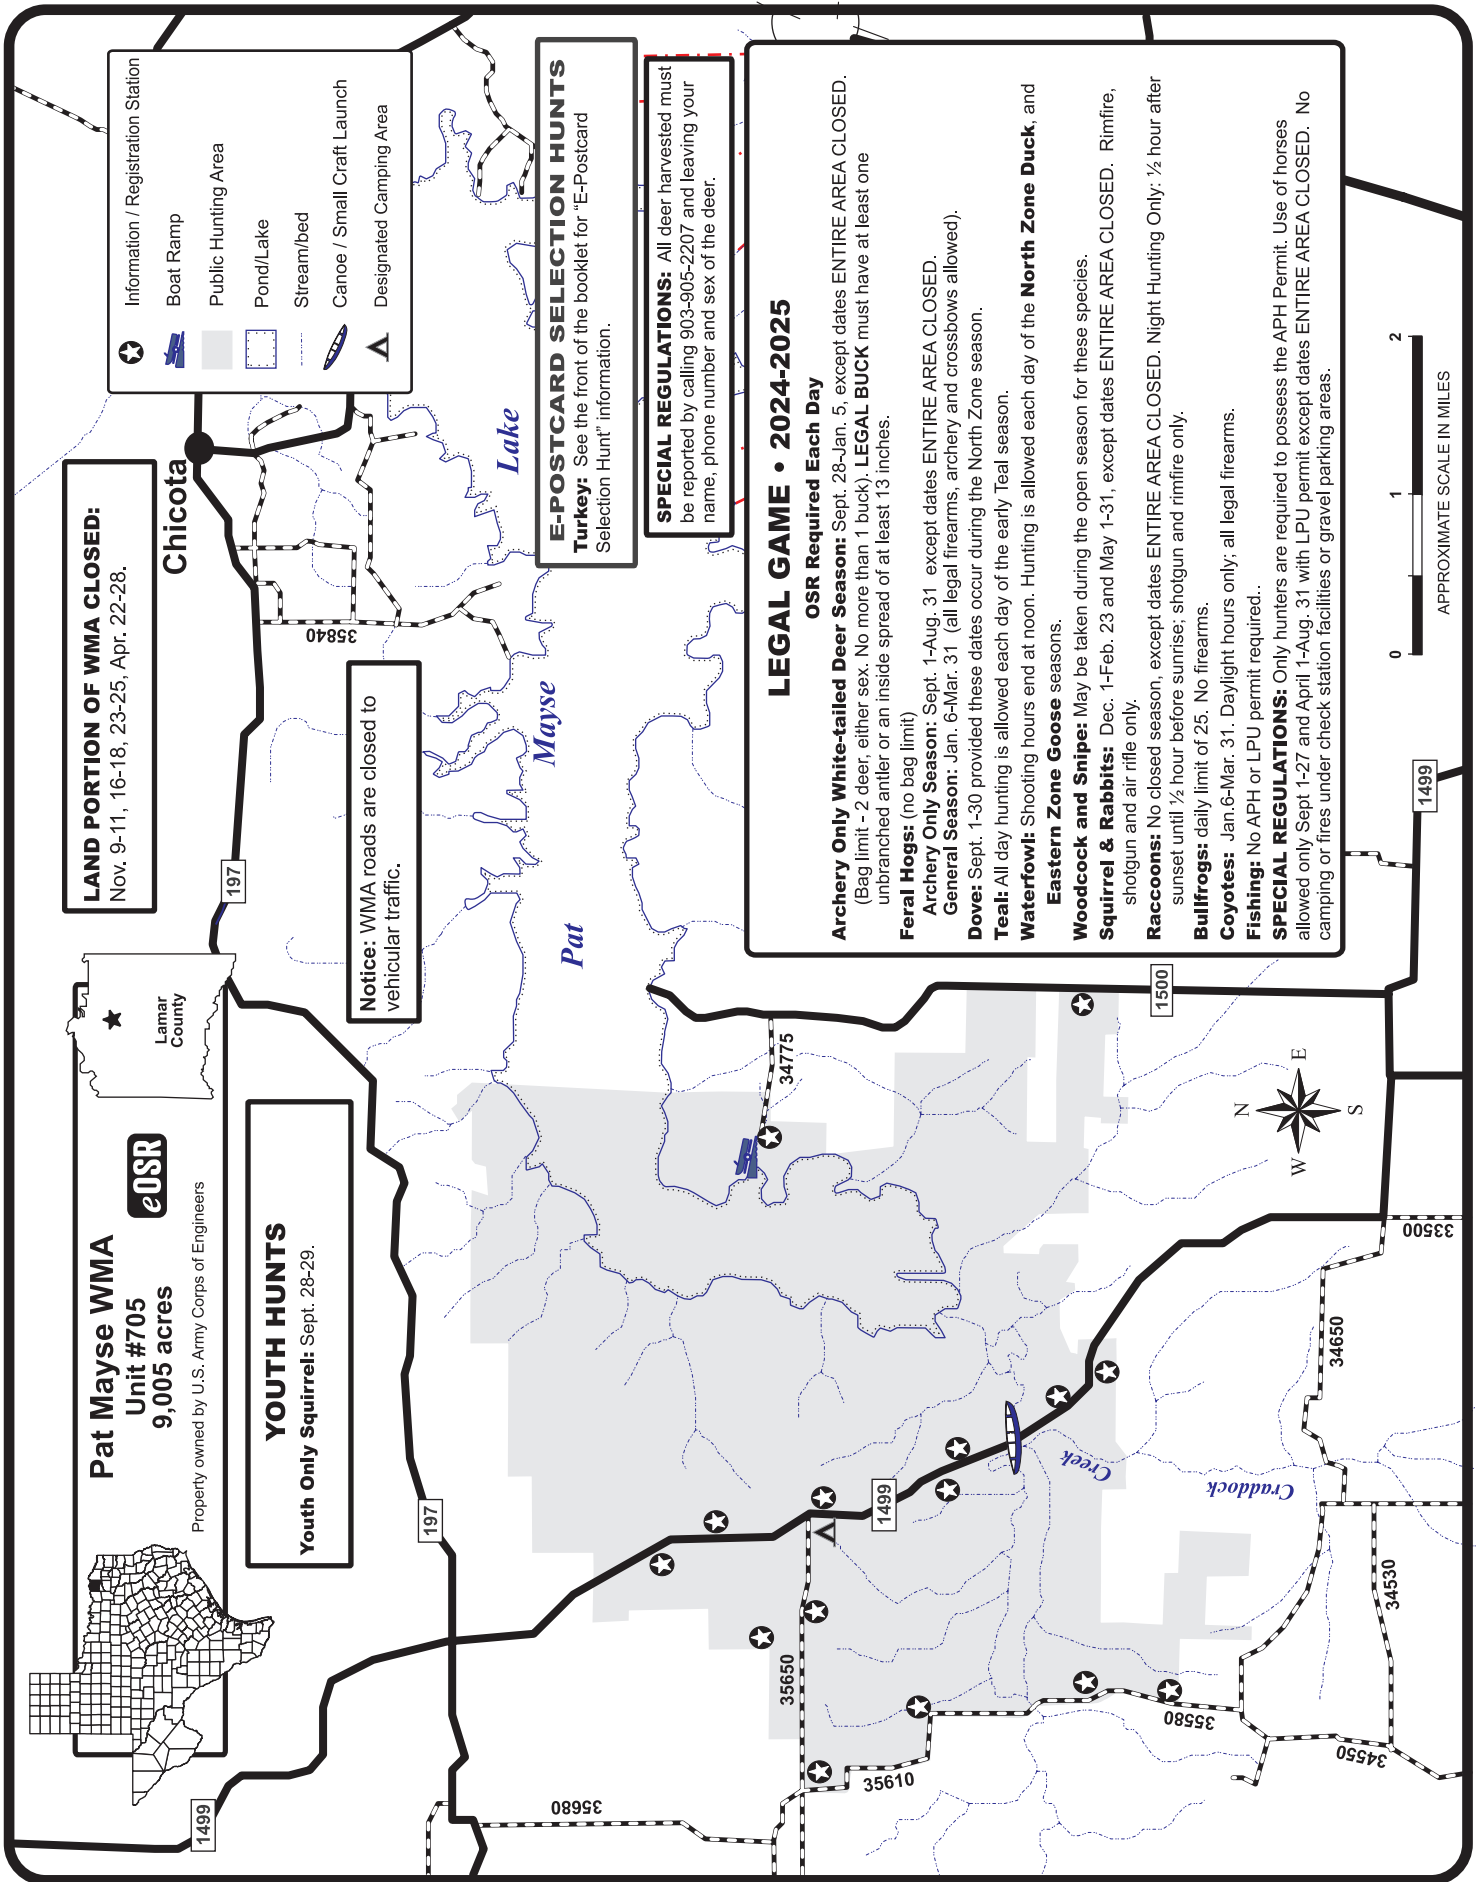 Pat Mayse WMA
Unit #705
9,005 acres
eOSR
Property owned by U.S. Army Corps of Engineers
Lamar
County
LAND PORTION OF WMA CLOSED:
Nov. 9-11, 16-18, 23-25, Apr. 22-28.
Information / Registration Station
Boat Ramp
Public Hunting Area
Pond/Lake
Stream/bed
Canoe / Small Craft Launch
Designated Camping Area
YOUTH HUNTS
Youth Only Squirrel: Sept. 28-29.
Notice: WMA roads are closed to
vehicular traffic.
E-POSTCARD SELECTION HUNTS
Turkey: See the front of the booklet for “E-Postcard
Selection Hunt” information.
SPECIAL REGULATIONS: All deer harvested must
be reported by calling 903-905-2207 and leaving your
name, phone number and sex of the deer.
LEGAL GAME • 2024-2025
OSR Required Each Day
Archery Only White-tailed Deer Season: Sept. 28-Jan. 5, except dates ENTIRE AREA CLOSED.
(Bag limit - 2 deer, either sex. No more than 1 buck). LEGAL BUCK must have at least one
unbranched antler or an inside spread of at least 13 inches.
Feral Hogs: (no bag limit)
Archery Only Season: Sept. 1-Aug. 31 except dates ENTIRE AREA CLOSED.
General Season: Jan. 6-Mar. 31 (all legal firearms, archery and crossbows allowed).
Dove: Sept. 1-30 provided these dates occur during the North Zone season.
Teal: All day hunting is allowed each day of the early Teal season.
Waterfowl: Shooting hours end at noon. Hunting is allowed each day of the North Zone Duck, and
Eastern Zone Goose seasons.
Woodcock and Snipe: May be taken during the open season for these species.
Squirrel & Rabbits: Dec. 1-Feb. 23 and May 1-31, except dates ENTIRE AREA CLOSED. Rimfire,
shotgun and air rifle only.
Raccoons: No closed season, except dates ENTIRE AREA CLOSED. Night Hunting Only: ½ hour after
sunset until ½ hour before sunrise; shotgun and rimfire only.
Bullfrogs: daily limit of 25. No firearms.
Coyotes: Jan.6-Mar. 31. Daylight hours only; all legal firearms.
Fishing: No APH or LPU permit required..
SPECIAL REGULATIONS: Only hunters are required to possess the APH Permit. Use of horses
allowed only Sept 1-27 and April 1-Aug. 31 with LPU permit except dates ENTIRE AREA CLOSED. No
camping or fires under check station facilities or gravel parking areas.
Chicota
35840
197
1499
197
Pat
Mayse
Lake
34775
1500
1499
35680
35650
35610
1499
Creek
Craddock
35580
34550
34530
34650
33500
N
W
E
S
0
1
2
APPROXIMATE SCALE IN MILES